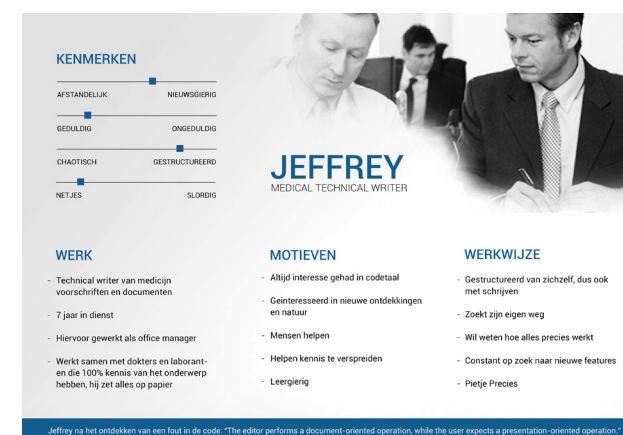 KENMERKEN
AFSTANDELIJK NIEUWSGIERIG
GEDULDIG ONGEDULDIG
CHAOTISCH GESTRUCTUREERD
NETJES SLORDIG
JEFFREY
MEDICAL TECHNICAL WRITER
WERK
- Technical writer van medicijn
voorschriften en documenten
- 7 jaar in dienst
- Hiervoor gewerkt als office manager
- Werkt samen met dokters en laborant-
en die 100% kennis van het onderwerp
hebben, hij zet alles op papier
MOTIEVEN
- Altijd interesse gehad in codetaal
- Geinteresseerd in nieuwe ontdekkingen
en natuur
- Mensen helpen
- Helpen kennis te verspreiden
- Leergierig
WERKWIJZE
- Gestructureerd van zichzelf, dus ook
met schrijven
- Zoekt zijn eigen weg
- Wil weten hoe alles precies werkt
- Constant op zoek naar nieuwe features
- Pietje Precies
Jeffrey na het ontdekken van een fout in de code: "The editor performs a document-oriented operation, while the user expects a presentation-oriented operation."